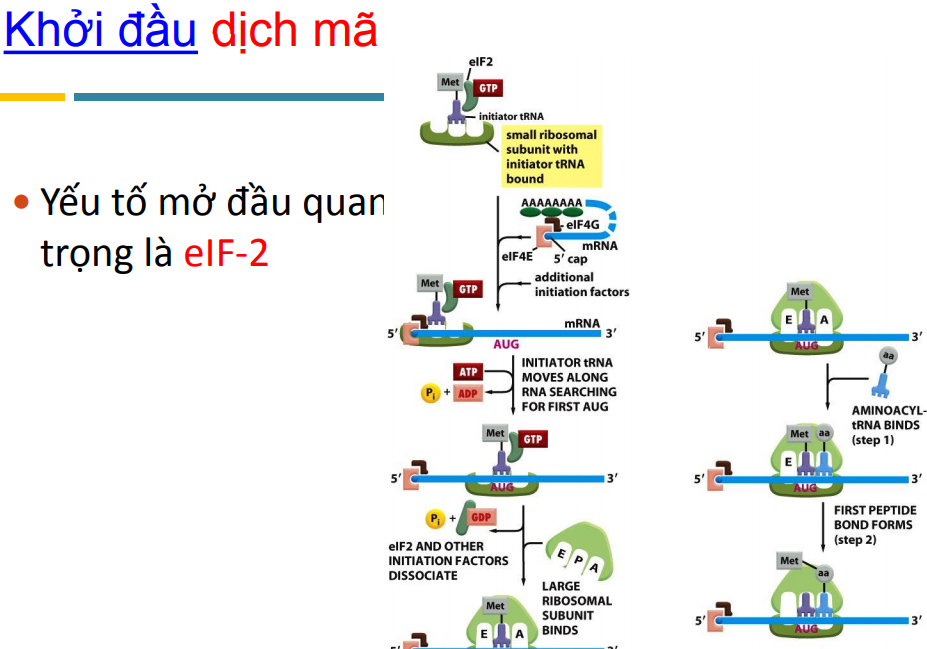 Khởi đầu dịch mã
• Yếu tố mở đầu quan
trọng là eIF-2
eIF2
Met
GTP
initiator tRNA
small ribosomal
subunit with
initiator tRNA
bound
AAAAAAAA
eIF4G
mRNA
eIF4E
5′ cap
additional
initiation factors
Met
GTP
5′
mRNA
3′
AUG
ATP
Pi + ADP
INITIATOR tRNA
MOVES ALONG
RNA SEARCHING
FOR FIRST AUG
Met
GTP
5′
3′
AUG
Pi + GDP
eIF2 AND OTHER
INITIATION FACTORS
DISSOCIATE
E P A
LARGE
RIBOSOMAL
SUBUNIT
BINDS
Met
E A
Met
E A
5′
3′
AUG
aa
AMINOACYL-
tRNA BINDS
(step 1)
Met aa
E
5′
3′
AUG
FIRST PEPTIDE
BOND FORMS
(step 2)
Met
aa
5′
3′
AUG